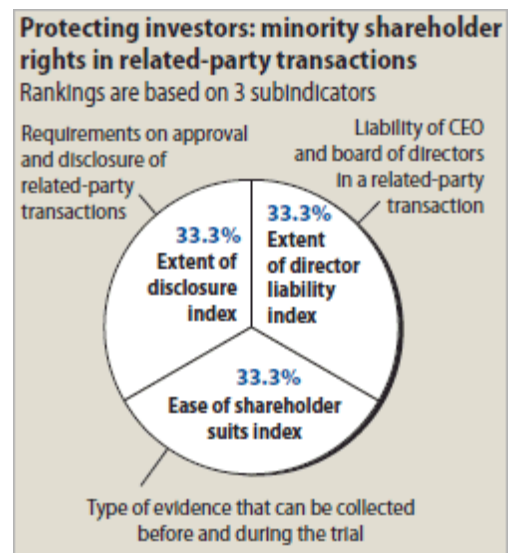 Protecting investors: minority shareholder
rights in related-party transactions
Rankings are based on 3 subindicators
Requirements on approval
and disclosure of
related-party
transactions
Liability of CEO
and board of directors
in a related-party
transaction
33.3%
Extent of
disclosure
index
33.3%
Extent
of director
liability
index
33.3%
Ease of shareholder
suits index
Type of evidence that can be collected
before and during the trial